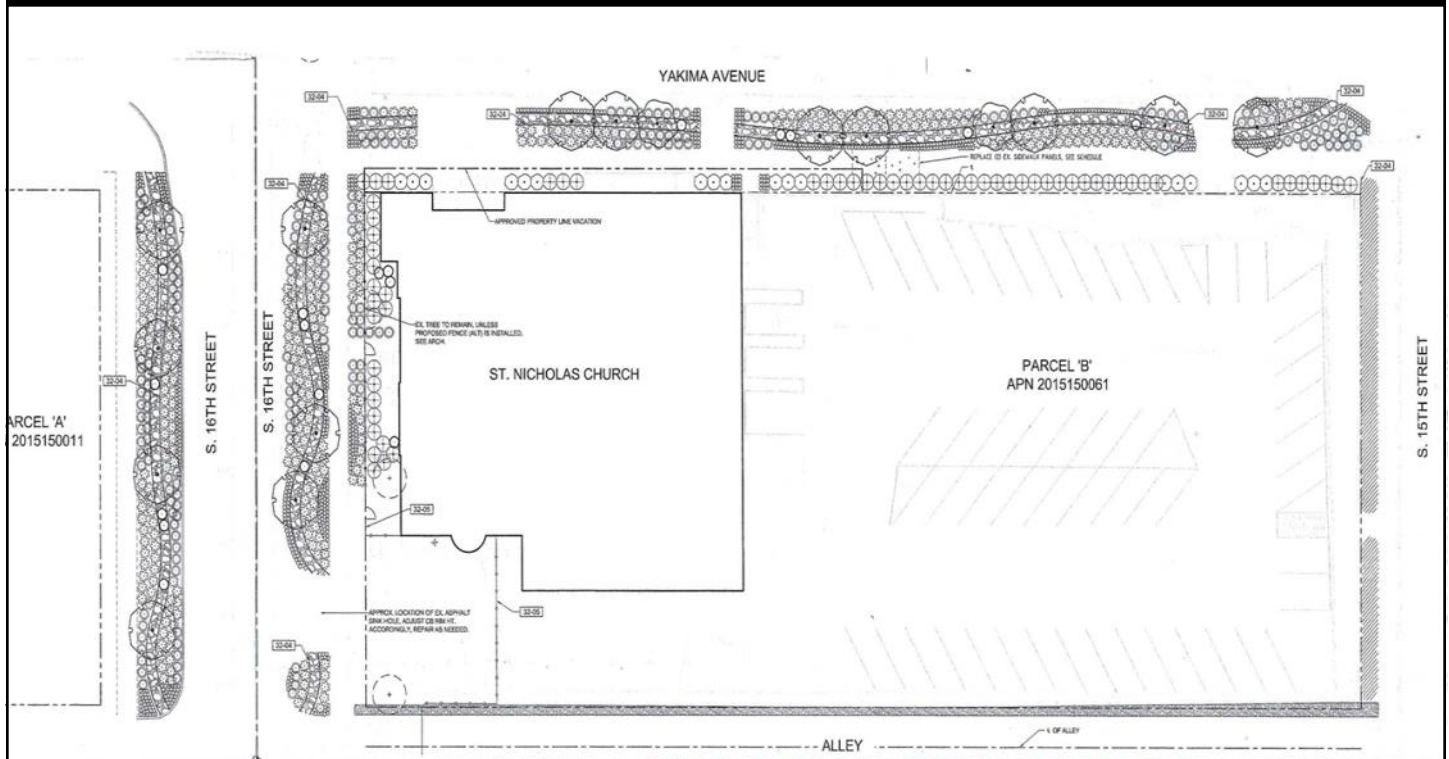 YAKIMA AVENUE
32-04
32-04
32-04
32-04
REPLACE (0) EX. SIDEWALK PANELS, SEE SCHEDULE
32-04
32-04
APPROVED PROPERTY LINE VACATION
EX. TREE TO REMAIN, UNLESS
PROPOSED FENCE (ALT) IS INSTALLED,
SEE ARCH.
ST. NICHOLAS CHURCH
PARCEL 'B'
APN 2015150061
S. 16TH STREET
S. 16TH STREET
S. 15TH STREET
32-04
ARCEL 'A'
2015150011
32-05
APPROX. LOCATION OF EX. ASPHALT
SINK HOLE, ADJUST CB RIM HT.
ACCORDINGLY, REPAIR AS NEEDED.
32-05
32-04
OF ALLEY
ALLEY